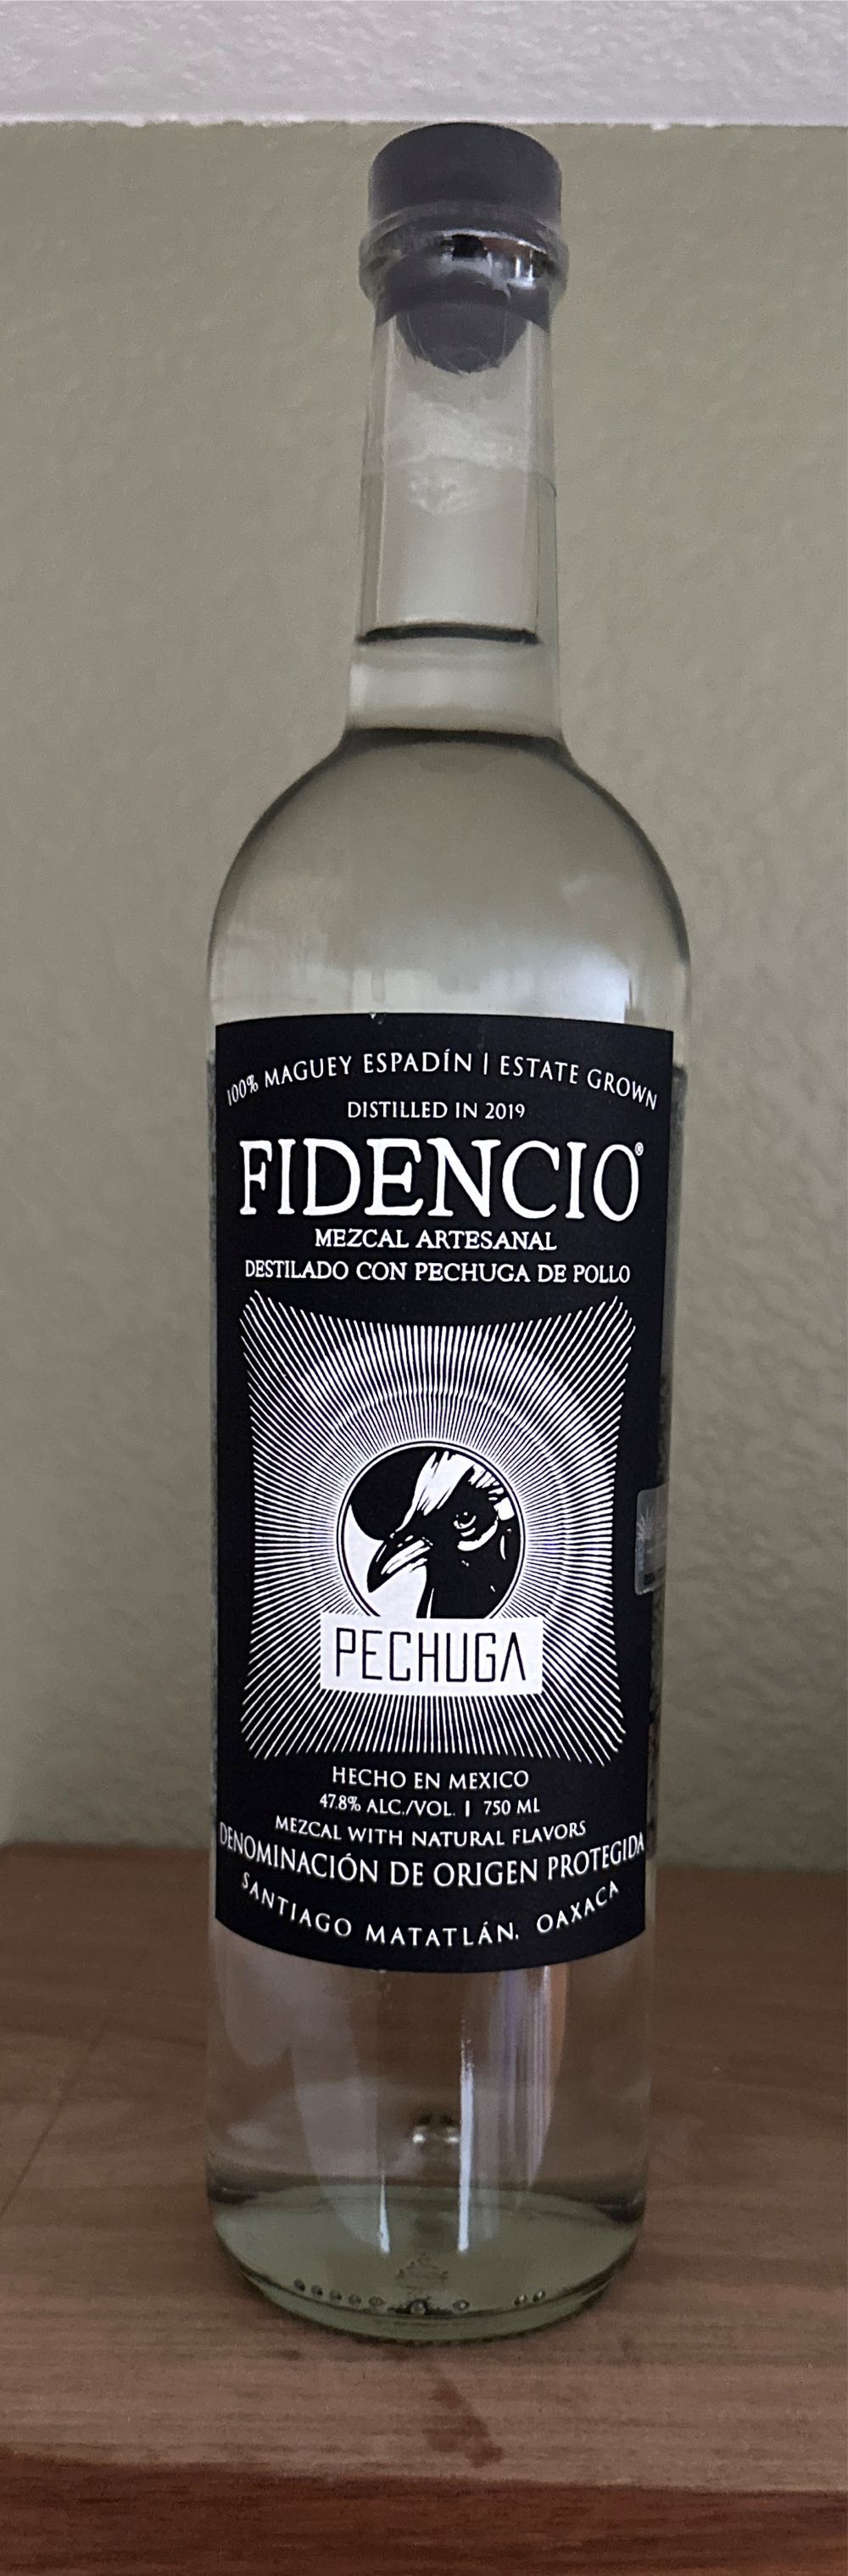 100% MAGUEY ESPADÍN | ESTATE GROWN
DISTILLED IN 2019
FIDENCIO®
MEZCAL ARTESANAL
DESTILADO CON PECHUGA DE POLLO
PECHUGA
HECHO EN MEXICO
47.8% ALC./VOL. | 750 ML
MEZCAL WITH NATURAL FLAVORS
DENOMINACIÓN DE ORIGEN PROTEGIDA
SANTIAGO MATATLÁN, OAXACA